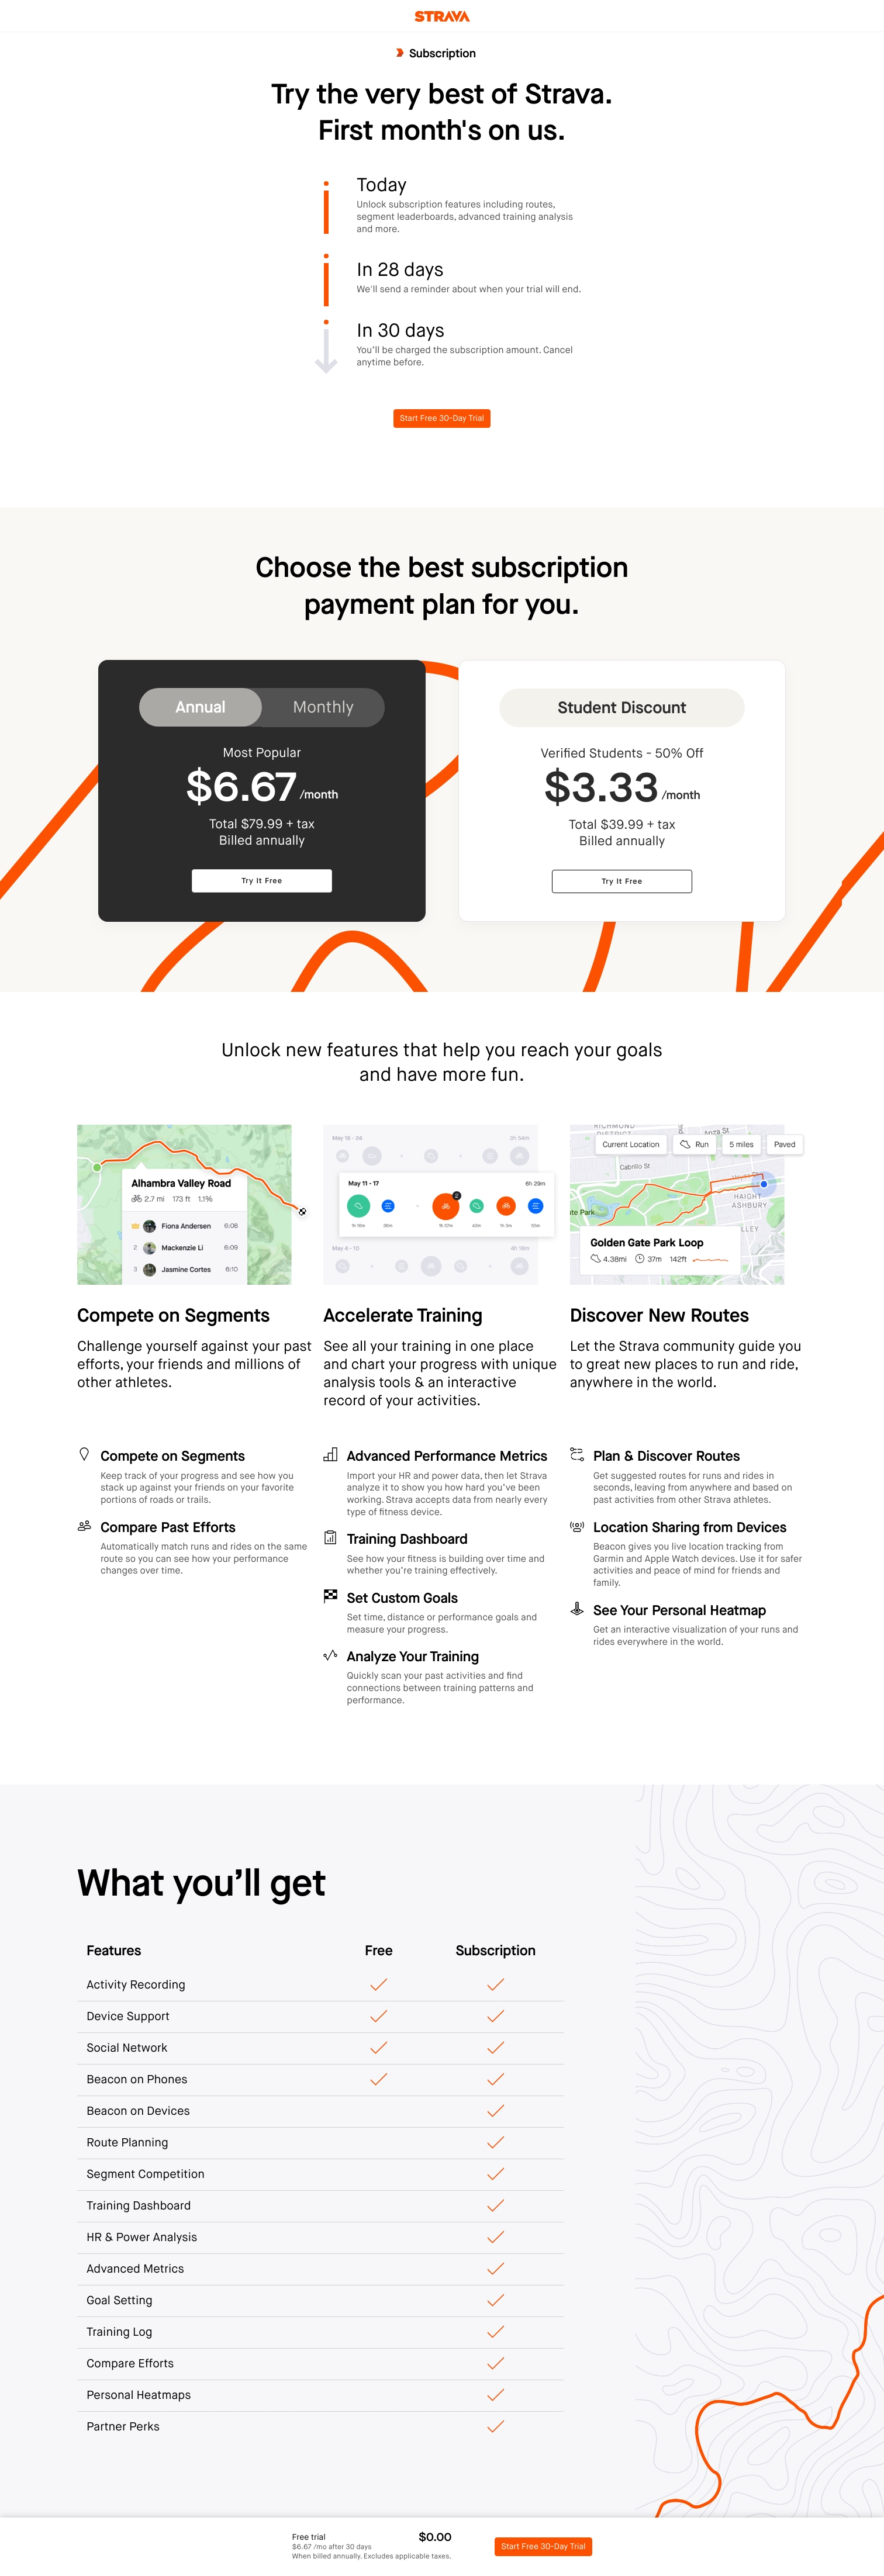 STRAVA
Subscription
Try the very best of Strava.
First month's on us.
Today
Unlock subscription features including routes,
segment leaderboards, advanced training analysis
and more.
In 28 days
We'll send a reminder about when your trial will end.
In 30 days
You'll be charged the subscription amount. Cancel
anytime before.
Start Free 30-Day Trial
Choose the best subscription
payment plan for you.
Annual Monthly
Most Popular
$6.67 /month
Total $79.99 + tax
Billed annually
Try It Free
Student Discount
Verified Students - 50% Off
$3.33 /month
Total $39.99 + tax
Billed annually
Try It Free
Unlock new features that help you reach your goals
and have more fun.
Alhambra Valley Road
2.7 mi 173 ft 1.1%
Fiona Andersen 6:08
2 Mackenzie Li 6:09
3 Jasmine Cortes 6:10
Compete on Segments
Challenge yourself against your past
efforts, your friends and millions of
other athletes.
May 18 - 24 3h 54m
May 11 - 17 6h 29m
May 4 - 10 4h 18m
Accelerate Training
See all your training in one place
and chart your progress with unique
analysis tools & an interactive
record of your activities.
RICHMOND
Anza St
Current Location Run 5 miles Paved
Cabrillo St
HAIGHT
ASHBURY
te Park
LLEY
Golden Gate Park Loop
4.38mi 37m 142ft
Discover New Routes
Let the Strava community guide you
to great new places to run and ride,
anywhere in the world.
Compete on Segments
Keep track of your progress and see how you
stack up against your friends on your favorite
portions of roads or trails.
Compare Past Efforts
Automatically match runs and rides on the same
route so you can see how your performance
changes over time.
Advanced Performance Metrics
Import your HR and power data, then let Strava
analyze it to show you how hard you've been
working. Strava accepts data from nearly every
type of fitness device.
Training Dashboard
See how your fitness is building over time and
whether you're training effectively.
Set Custom Goals
Set time, distance or performance goals and
measure your progress.
Analyze Your Training
Quickly scan your past activities and find
connections between training patterns and
performance.
Plan & Discover Routes
Get suggested routes for runs and rides in
seconds, leaving from anywhere and based on
past activities from other Strava athletes.
Location Sharing from Devices
Beacon gives you live location tracking from
Garmin and Apple Watch devices. Use it for safer
activities and peace of mind for friends and
family.
See Your Personal Heatmap
Get an interactive visualization of your runs and
rides everywhere in the world.
What you'll get
Features Free Subscription
Activity Recording
Device Support
Social Network
Beacon on Phones
Beacon on Devices
Route Planning
Segment Competition
Training Dashboard
HR & Power Analysis
Advanced Metrics
Goal Setting
Training Log
Compare Efforts
Personal Heatmaps
Partner Perks
Free trial $0.00
$6.67 /mo after 30 days
When billed annually. Excludes applicable taxes.
Start Free 30-Day Trial